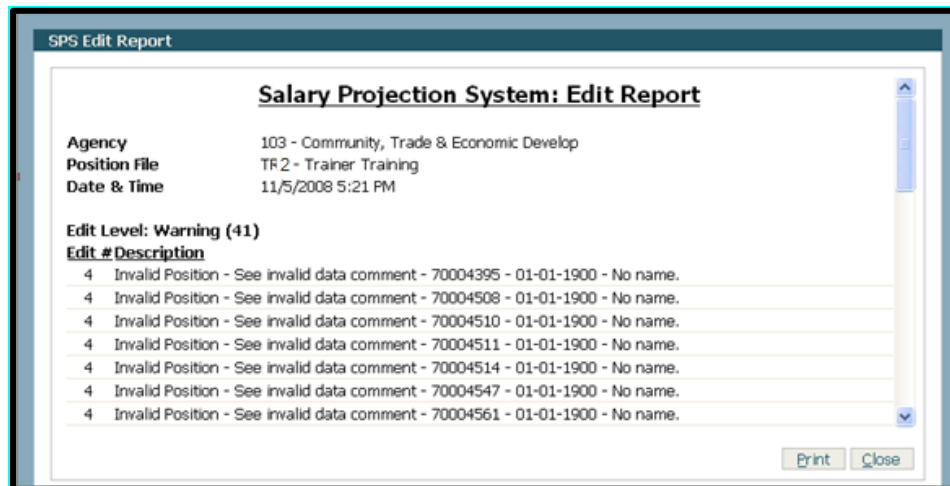 SPS Edit Report
Salary Projection System: Edit Report
Agency 103 - Community, Trade & Economic Develop
Position File TR2 - Trainer Training
Date & Time 11/5/2008 5:21 PM
Edit Level: Warning (41)
Edit # Description
4 Invalid Position - See invalid data comment - 70004395 - 01-01-1900 - No name.
4 Invalid Position - See invalid data comment - 70004508 - 01-01-1900 - No name.
4 Invalid Position - See invalid data comment - 70004510 - 01-01-1900 - No name.
4 Invalid Position - See invalid data comment - 70004511 - 01-01-1900 - No name.
4 Invalid Position - See invalid data comment - 70004514 - 01-01-1900 - No name.
4 Invalid Position - See invalid data comment - 70004547 - 01-01-1900 - No name.
4 Invalid Position - See invalid data comment - 70004561 - 01-01-1900 - No name.
Print Close